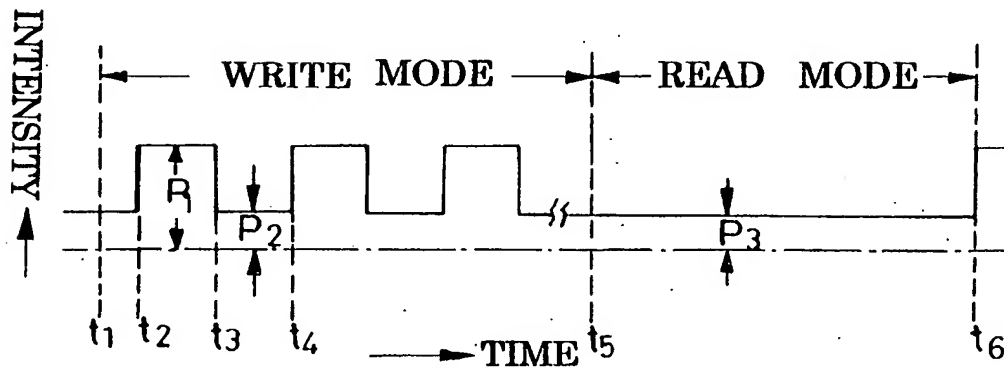 INTENSITY
WRITE MODE
READ MODE
P1
P2
P3
t1
t2
t3
t4
t5
t6
TIME